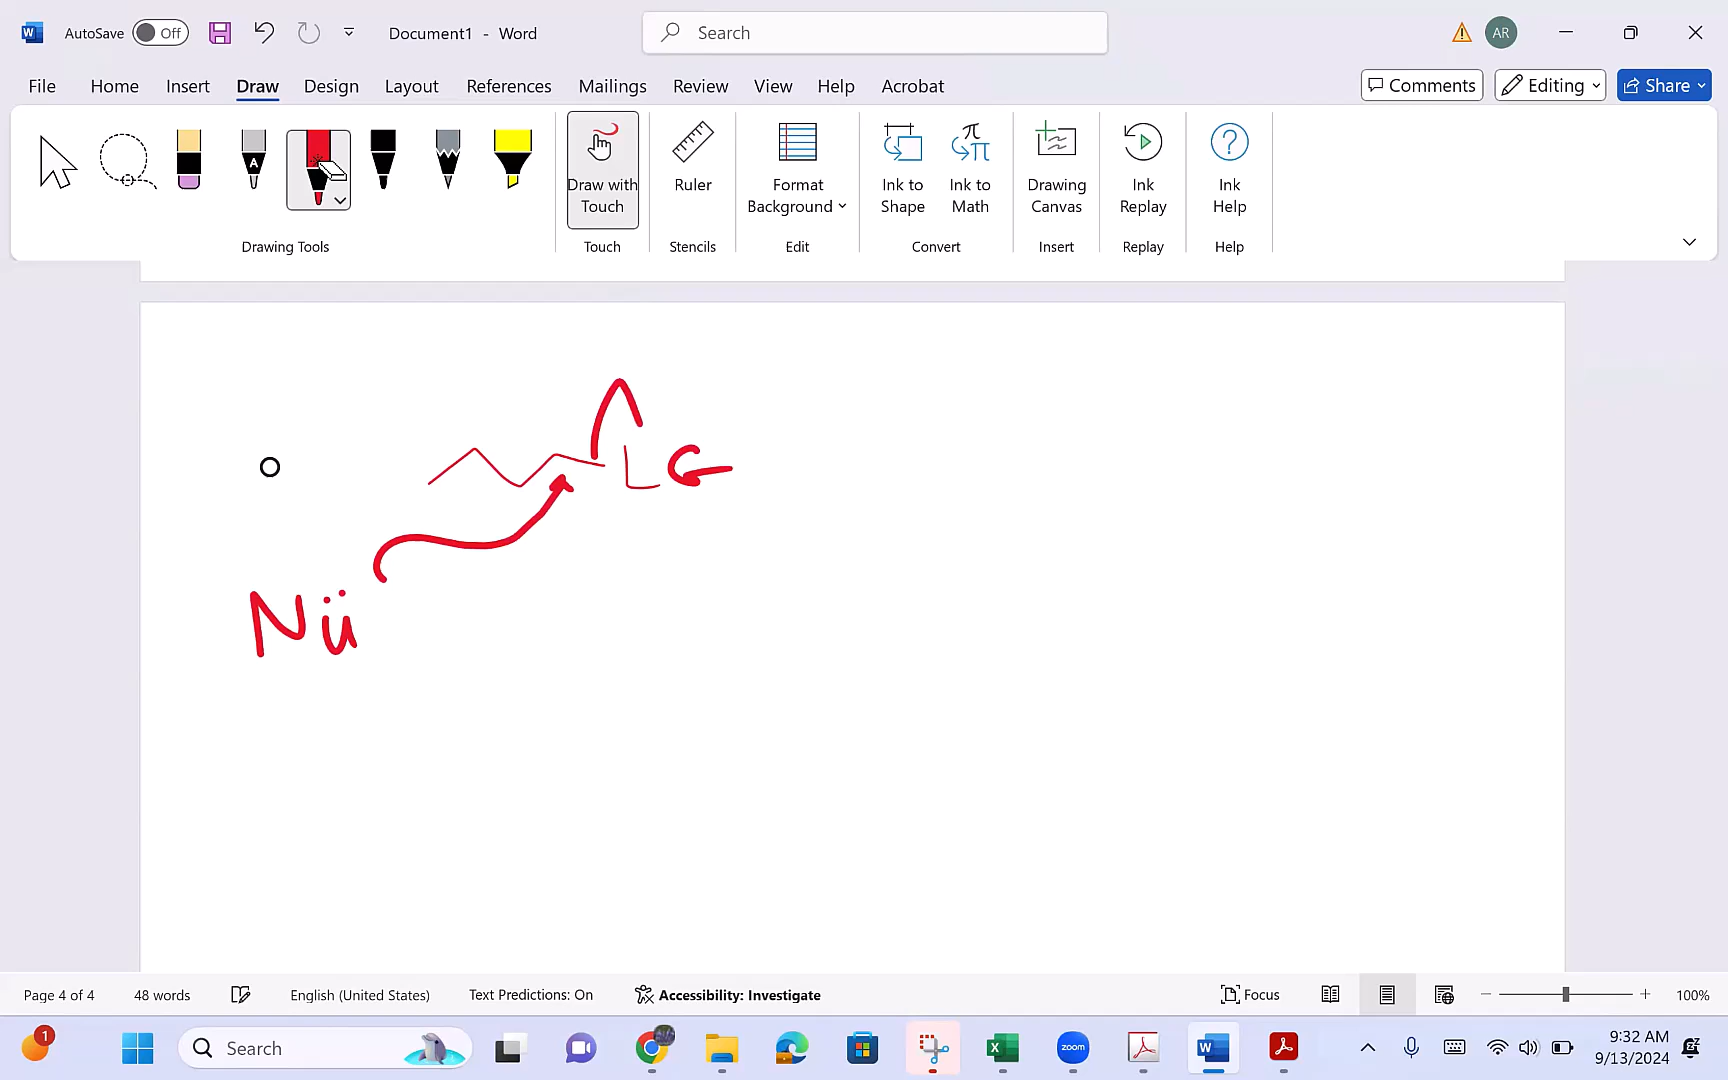 AutoSave Off Document1 - Word Search AR
File Home Insert Draw Design Layout References Mailings Review View Help Acrobat Comments Editing Share
A
Draw with Touch
Ruler
Format Background
Ink to Shape
Ink to Math
Drawing Canvas
Ink Replay
Ink Help
Drawing Tools Touch Stencils Edit Convert Insert Replay Help
LG
Nü
Page 4 of 4 48 words English (United States) Text Predictions: On Accessibility: Investigate Focus 100%
1 Search zoom 9:32 AM
9/13/2024